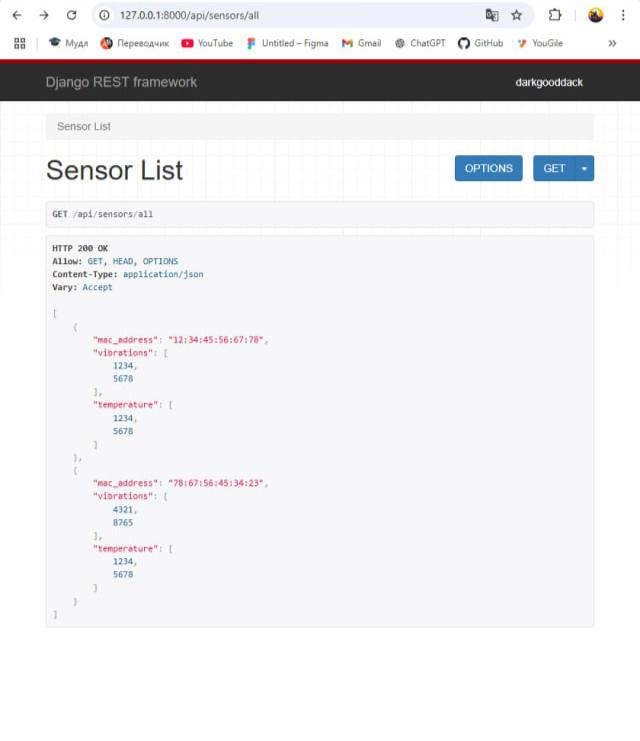 127.0.0.1:8000/api/sensors/all
Мудл Переводчик YouTube Untitled – Figma Gmail ChatGPT GitHub YouGile
Django REST framework darkgooddack
Sensor List
Sensor List OPTIONS GET
GET /api/sensors/all
HTTP 200 OK
Allow: GET, HEAD, OPTIONS
Content-Type: application/json
Vary: Accept
[
    {
        "mac_address": "12:34:45:56:67:78",
        "vibrations": [
            1234,
            5678
        ],
        "temperature": [
            1234,
            5678
        ]
    },
    {
        "mac_address": "78:67:56:45:34:23",
        "vibrations": [
            4321,
            8765
        ],
        "temperature": [
            1234,
            5678
        ]
    }
]